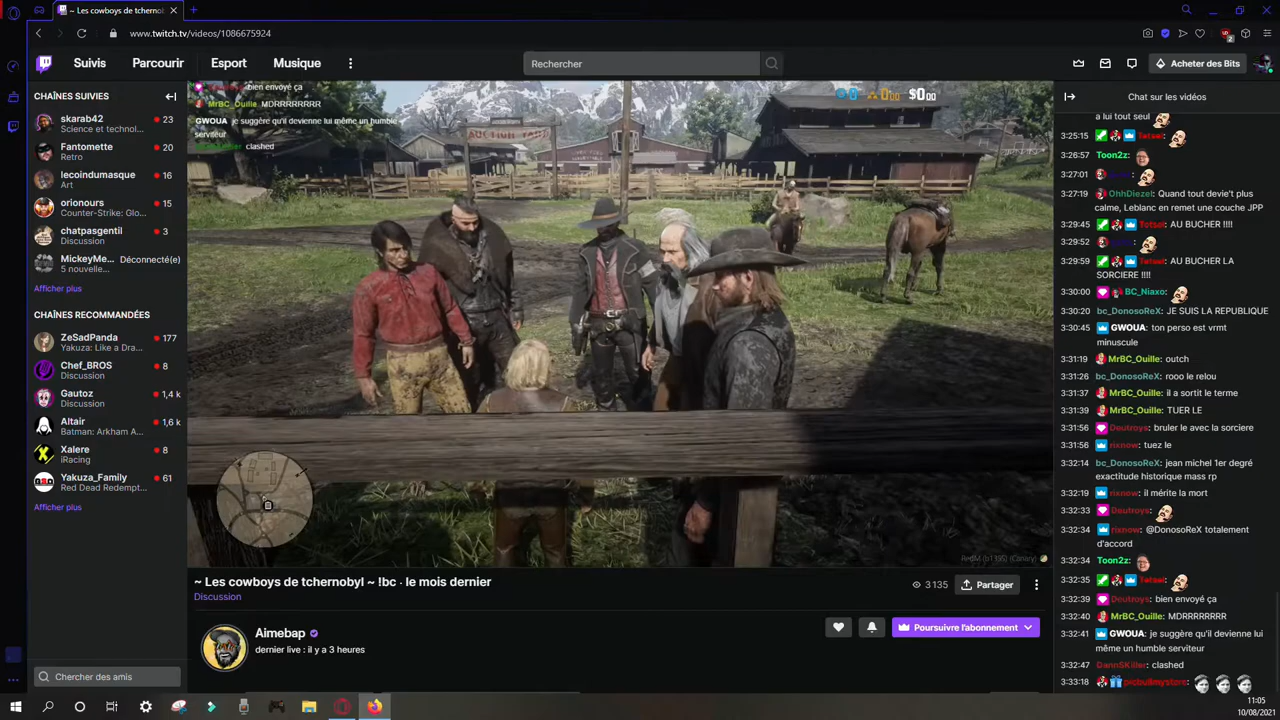 ~ Les cowboys de tchernob
www.twitch.tv/videos/1086675924
Suivis
Parcourir
Esport
Musique
Rechercher
Acheter des Bits
CHAÎNES SUIVIES
skarab42
23
Science et technol...
Fantomette
20
Retro
lecoindumasque
16
Art
orionours
15
Counter-Strike: Glo...
chatpasgentil
3
Discussion
MickeyMe...
Déconnecté(e)
5 nouvelle...
Afficher plus
CHAÎNES RECOMMANDÉES
ZeSadPanda
177
Yakuza: Like a Dra...
Chef_BROS
8
Discussion
Gautoz
1,4 k
Discussion
Altair
1,6 k
Batman: Arkham A...
Xalere
8
iRacing
Yakuza_Family
61
Red Dead Redempt...
Afficher plus
Chercher des amis
bien envoyé ça
MrBC_Ouille MDRRRRRRRR
GWOUA je suggère qu'il devienne lui même un humble
serviteur
clashed
AUCTION YARD
$000
RedM (b1355) (Canary)
~ Les cowboys de tchernobyl ~ !bc · le mois dernier
Discussion
3 135
Partager
Aimebap
dernier live : il y a 3 heures
Poursuivre l'abonnement
Chat sur les vidéos
a lui tout seul
3:25:15 Totsel:
3:26:57
Toon2z:
3:27:01
3:27:19 OhhDiezel: Quand tout devie't plus
calme, Leblanc en remet une couche JPP
3:29:45 Totsel: AU BUCHER !!!!
3:29:52
3:29:59 Totsel: AU BUCHER LA
SORCIERE !!!!
3:30:00 BC_Niaxo:
3:30:20 bc_DonosoReX: JE SUIS LA REPUBLIQUE
3:30:45 GWOUA: ton perso est vrmt
minuscule
3:31:19 MrBC_Ouille: outch
3:31:26 bc_DonosoReX: rooo le relou
3:31:37 MrBC_Ouille: il a sortit le terme
3:31:39 MrBC_Ouille: TUER LE
3:31:56 Deutroys: bruler le avec la sorciere
3:31:56 rixnow: tuez le
3:32:14 bc_DonosoReX: jean michel 1er degré
exactitude historique mass rp
3:32:19 rixnow: il mérite la mort
3:32:33 Deutroys:
3:32:34 rixnow: @DonosoReX totalement
d'accord
3:32:34
Toon2z:
3:32:35 Totsel:
3:32:39 Deutroys: bien envoyé ça
3:32:40 MrBC_Ouille: MDRRRRRRRR
3:32:41 GWOUA: je suggère qu'il devienne lui
même un humble serviteur
3:32:47 DannSKiller: clashed
3:33:18 picbullmystere:
11:05
10/08/2021